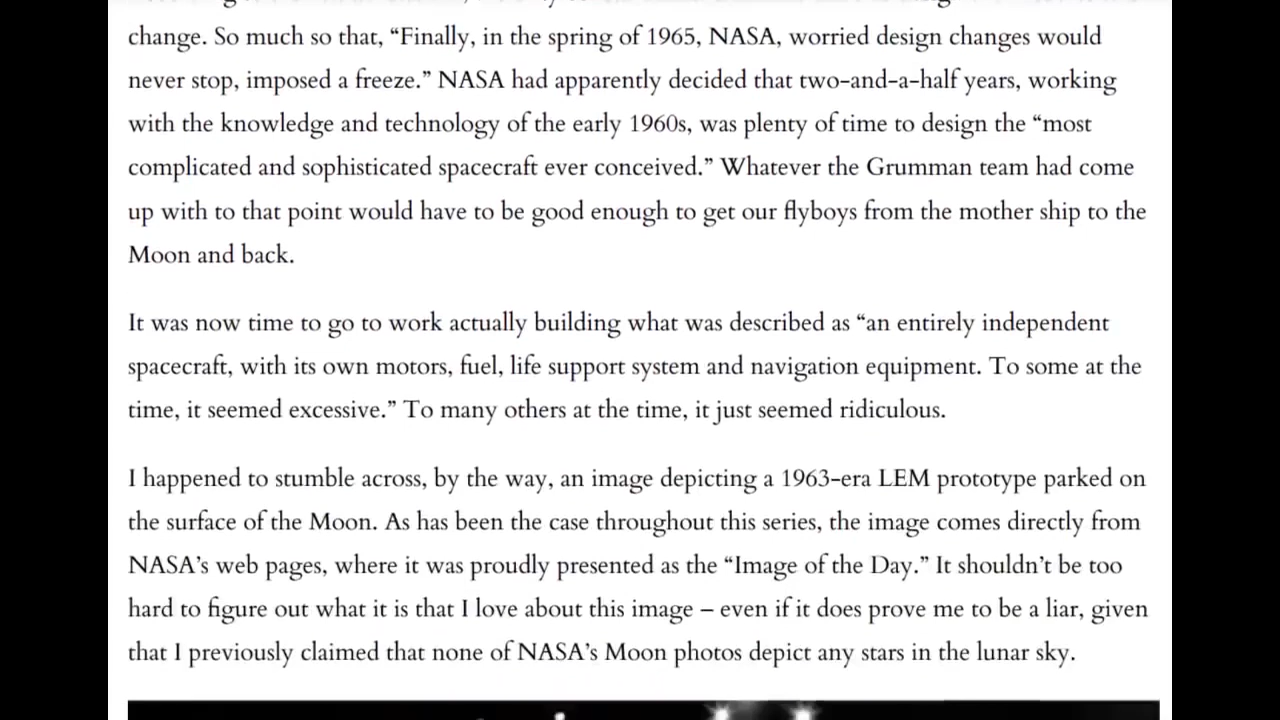 change. So much so that, “Finally, in the spring of 1965, NASA, worried design changes would
never stop, imposed a freeze.” NASA had apparently decided that two-and-a-half years, working
with the knowledge and technology of the early 1960s, was plenty of time to design the “most
complicated and sophisticated spacecraft ever conceived.” Whatever the Grumman team had come
up with to that point would have to be good enough to get our flyboys from the mother ship to the
Moon and back.
It was now time to go to work actually building what was described as “an entirely independent
spacecraft, with its own motors, fuel, life support system and navigation equipment. To some at the
time, it seemed excessive.” To many others at the time, it just seemed ridiculous.
I happened to stumble across, by the way, an image depicting a 1963-era LEM prototype parked on
the surface of the Moon. As has been the case throughout this series, the image comes directly from
NASA’s web pages, where it was proudly presented as the “Image of the Day.” It shouldn’t be too
hard to figure out what it is that I love about this image – even if it does prove me to be a liar, given
that I previously claimed that none of NASA’s Moon photos depict any stars in the lunar sky.